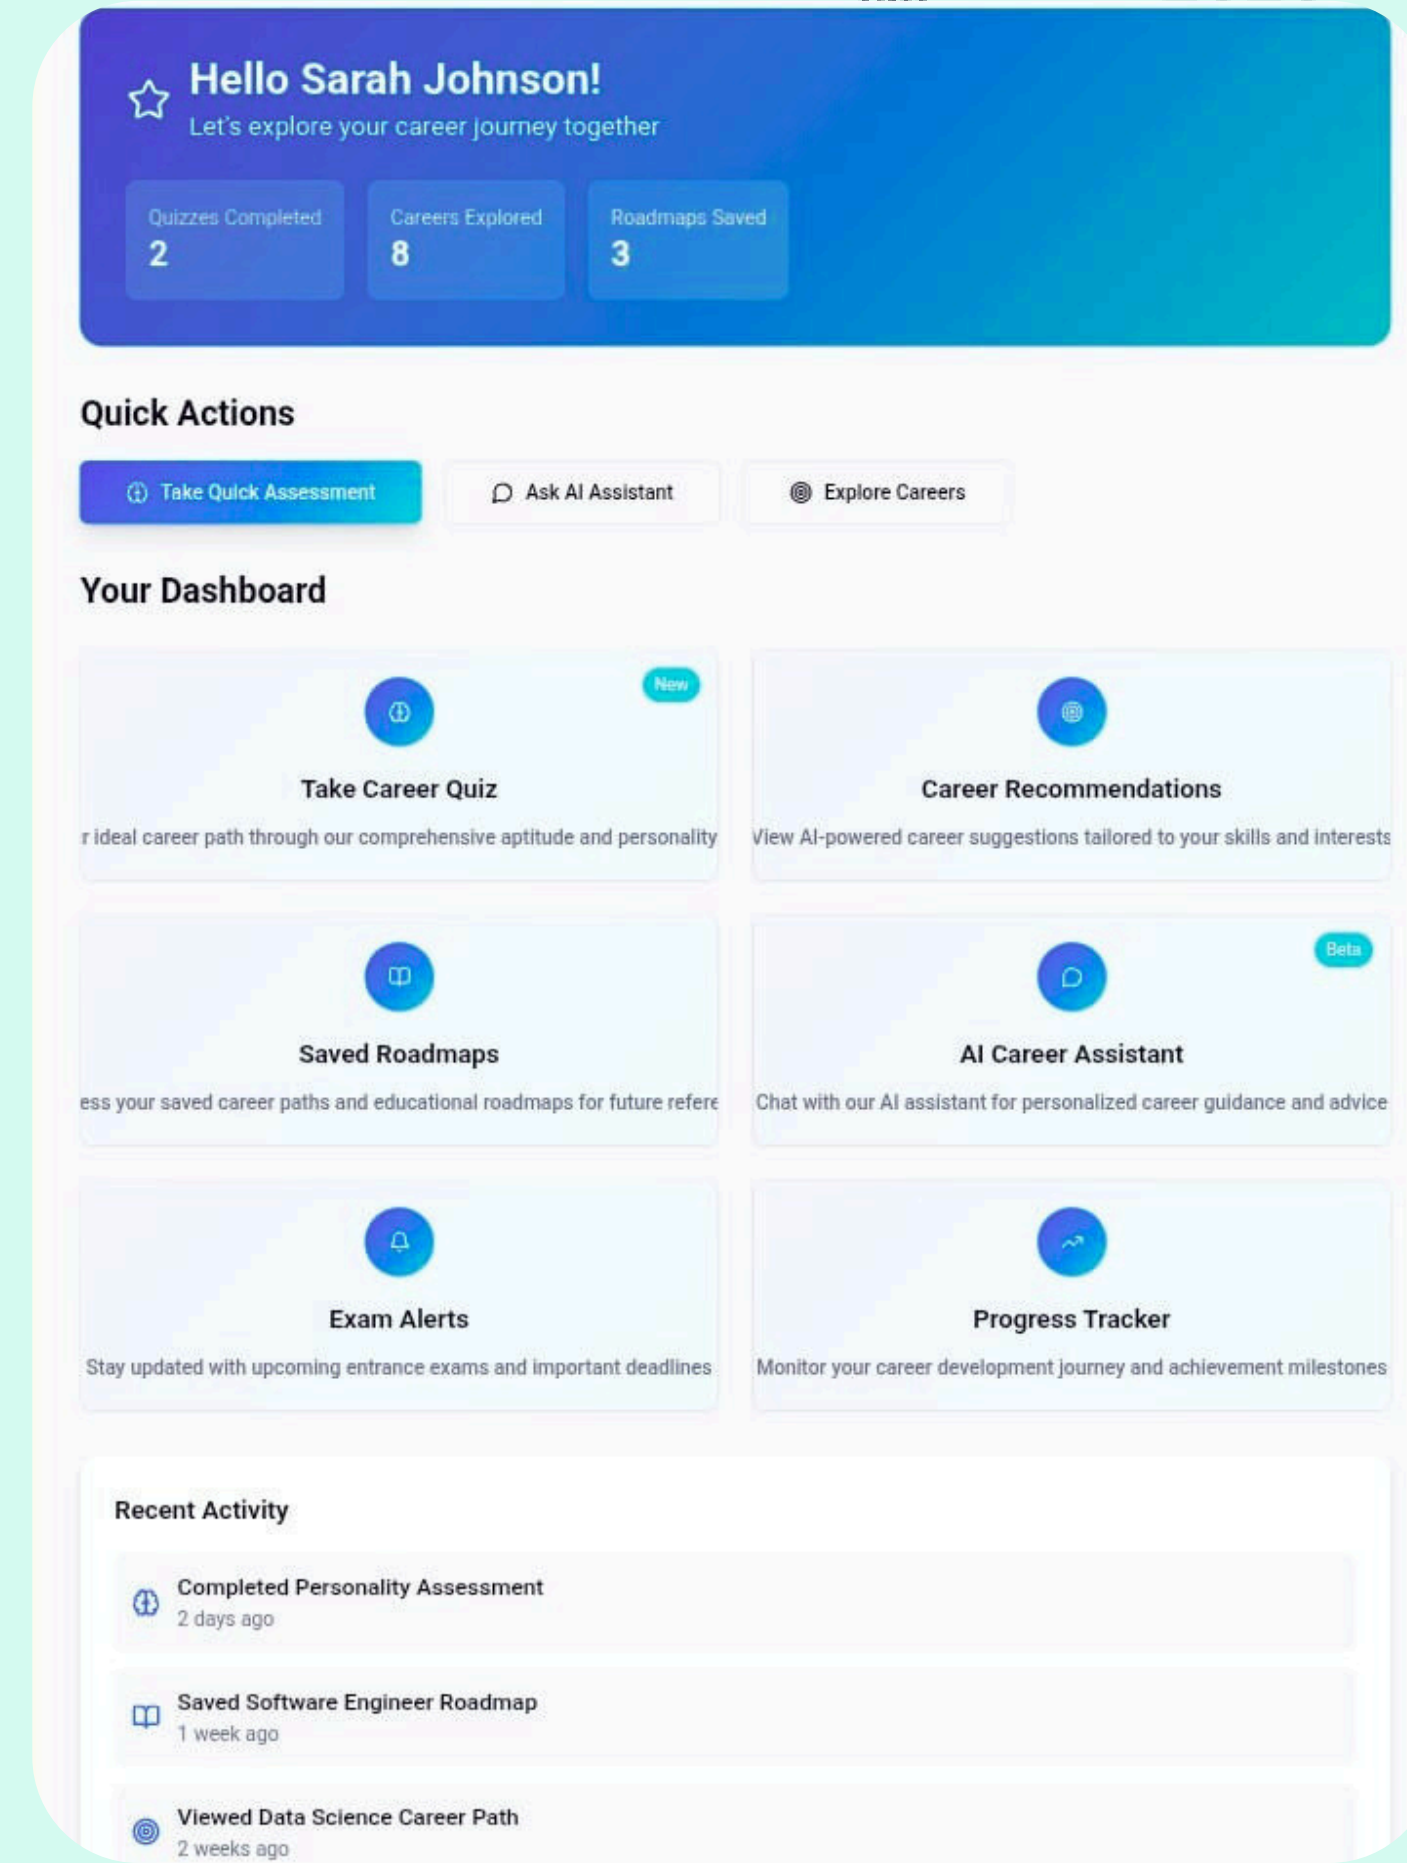 Hello Sarah Johnson!
Let's explore your career journey together
Quizzes Completed
2
Careers Explored
8
Roadmaps Saved
3
Quick Actions
Take Quick Assessment
Ask AI Assistant
Explore Careers
Your Dashboard
New
Take Career Quiz
r ideal career path through our comprehensive aptitude and personality
Career Recommendations
View AI-powered career suggestions tailored to your skills and interests
Saved Roadmaps
ess your saved career paths and educational roadmaps for future refere
Beta
AI Career Assistant
Chat with our AI assistant for personalized career guidance and advice
Exam Alerts
Stay updated with upcoming entrance exams and important deadlines
Progress Tracker
Monitor your career development journey and achievement milestones
Recent Activity
Completed Personality Assessment
2 days ago
Saved Software Engineer Roadmap
1 week ago
Viewed Data Science Career Path
2 weeks ago